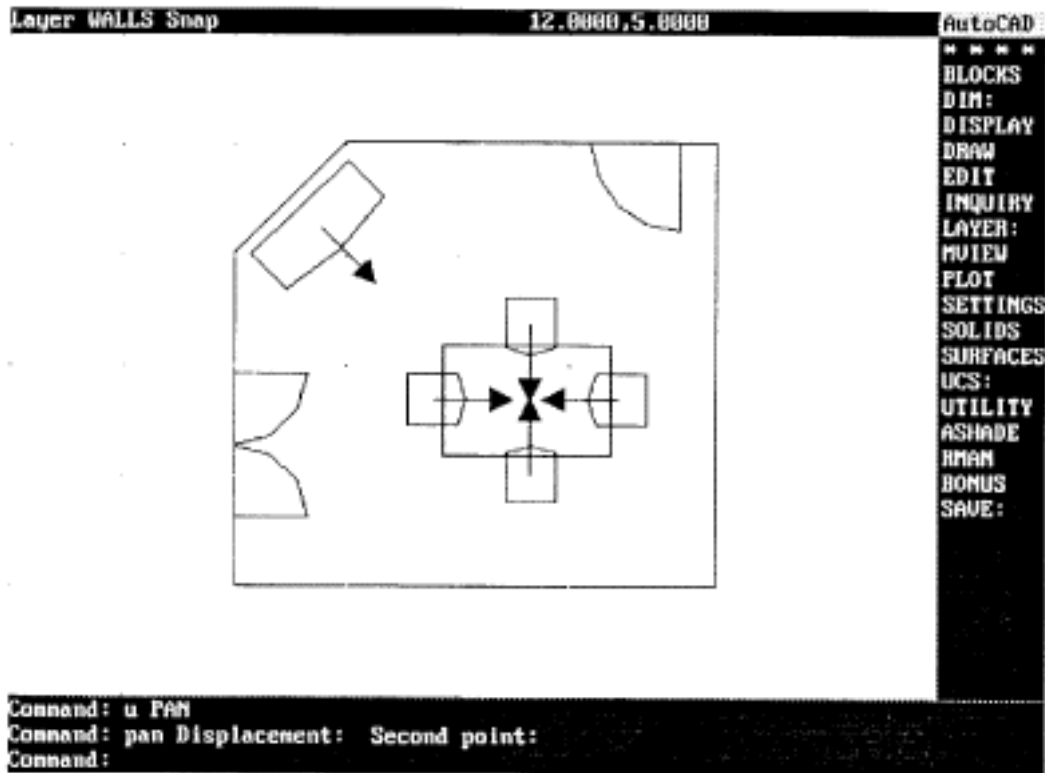 Layer WALLS Snap 12.0000,5.0000
AutoCAD
* * * *
BLOCKS
DIM:
DISPLAY
DRAW
EDIT
INQUIRY
LAYER:
MVIEW
PLOT
SETTINGS
SOLIDS
SURFACES
UCS:
UTILITY
ASHADE
RMAN
BONUS
SAVE:
Command: u PAN
Command: pan Displacement: Second point:
Command: